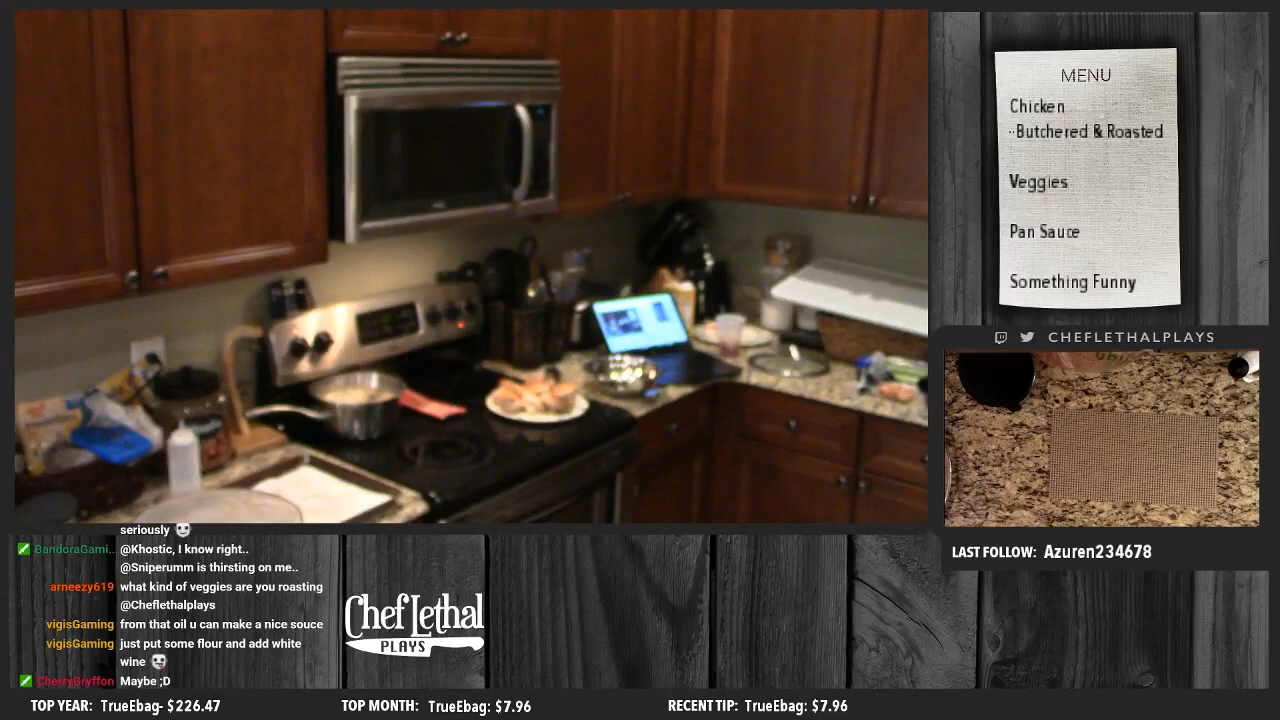 MENU
Chicken
··Butchered & Roasted
Veggies
Pan Sauce
Something Funny
CHEFLETHALPLAYS
LAST FOLLOW: Azuren234678
seriously
BandoraGami.. @Khostic, I know right..
@Sniperumm is thirsting on me..
arneezy619 what kind of veggies are you roasting
@Cheflethalplays
vigisGaming from that oil u can make a nice souce
vigisGaming just put some flour and add white
wine
CherryGryffon Maybe ;D
Chef Lethal
PLAYS
TOP YEAR: TrueEbag- $226.47
TOP MONTH: TrueEbag: $7.96
RECENT TIP: TrueEbag: $7.96